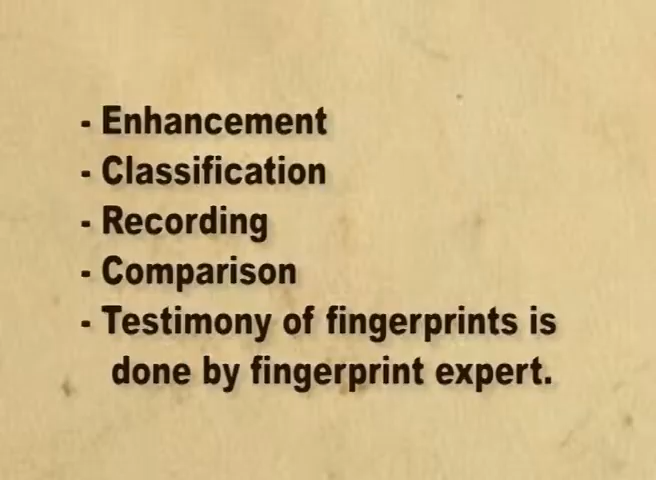 - Enhancement
- Classification
- Recording
- Comparison
- Testimony of fingerprints is
done by fingerprint expert.